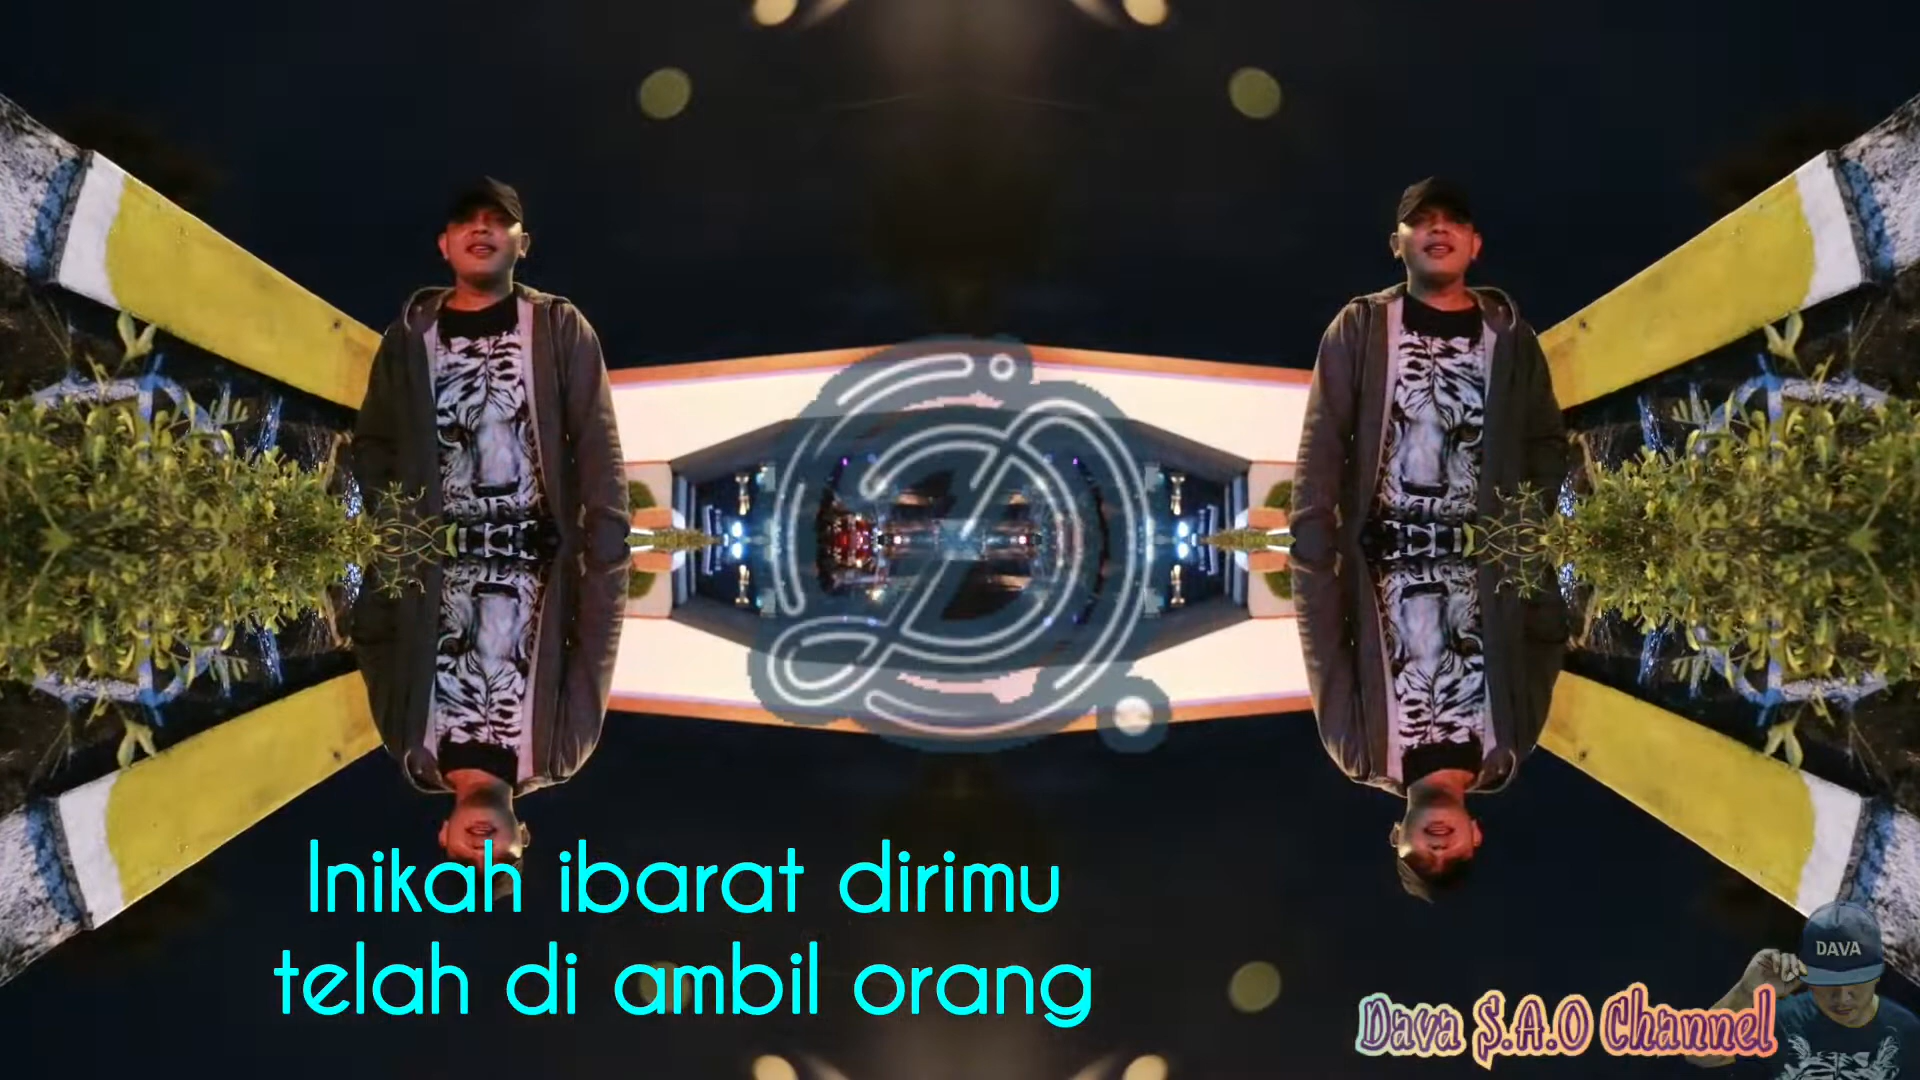 Inikah ibarat dirimu
telah di ambil orang
DAVA
Dava S.A.O Channel